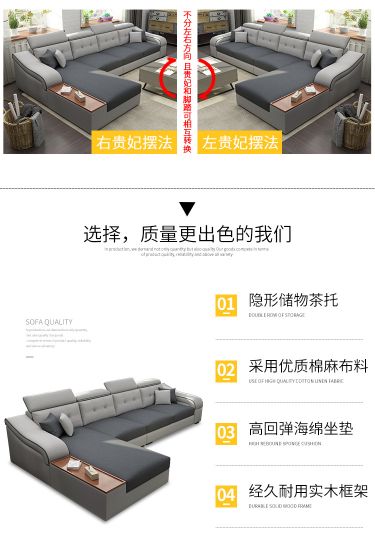 不分左右方向 且贵妃和脚踏可相互转换
右贵妃摆法
左贵妃摆法
选择，质量更出色的我们
In production, we demand not only quantity but also quality Our goods compete in terms
of product quality, reliability and above all variety
SOFA QUALITY
01
隐形储物茶托
DOUBLE ROW OF STORAGE
02
采用优质棉麻布料
USE OF HIGH QUALITY COTTON LINEN FABRIC
03
高回弹海绵坐垫
HIGH REBOUND SPONGE CUSHION
04
经久耐用实木框架
DURABLE SOLID WOOD FRAME